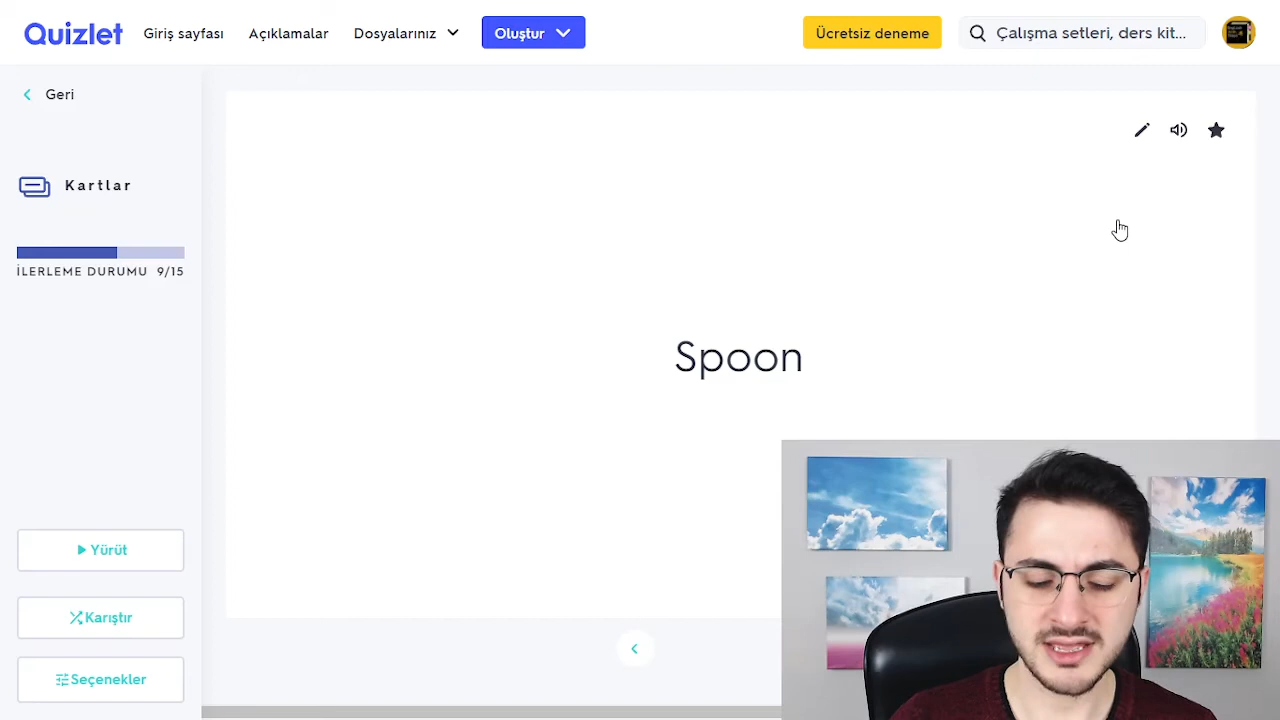 Quizlet
Giriş sayfası
Açıklamalar
Dosyalarınız
Oluştur
Ücretsiz deneme
Çalışma setleri, ders kit...
Geri
Kartlar
İLERLEME DURUMU 9/15
Spoon
Yürüt
Karıştır
Seçenekler